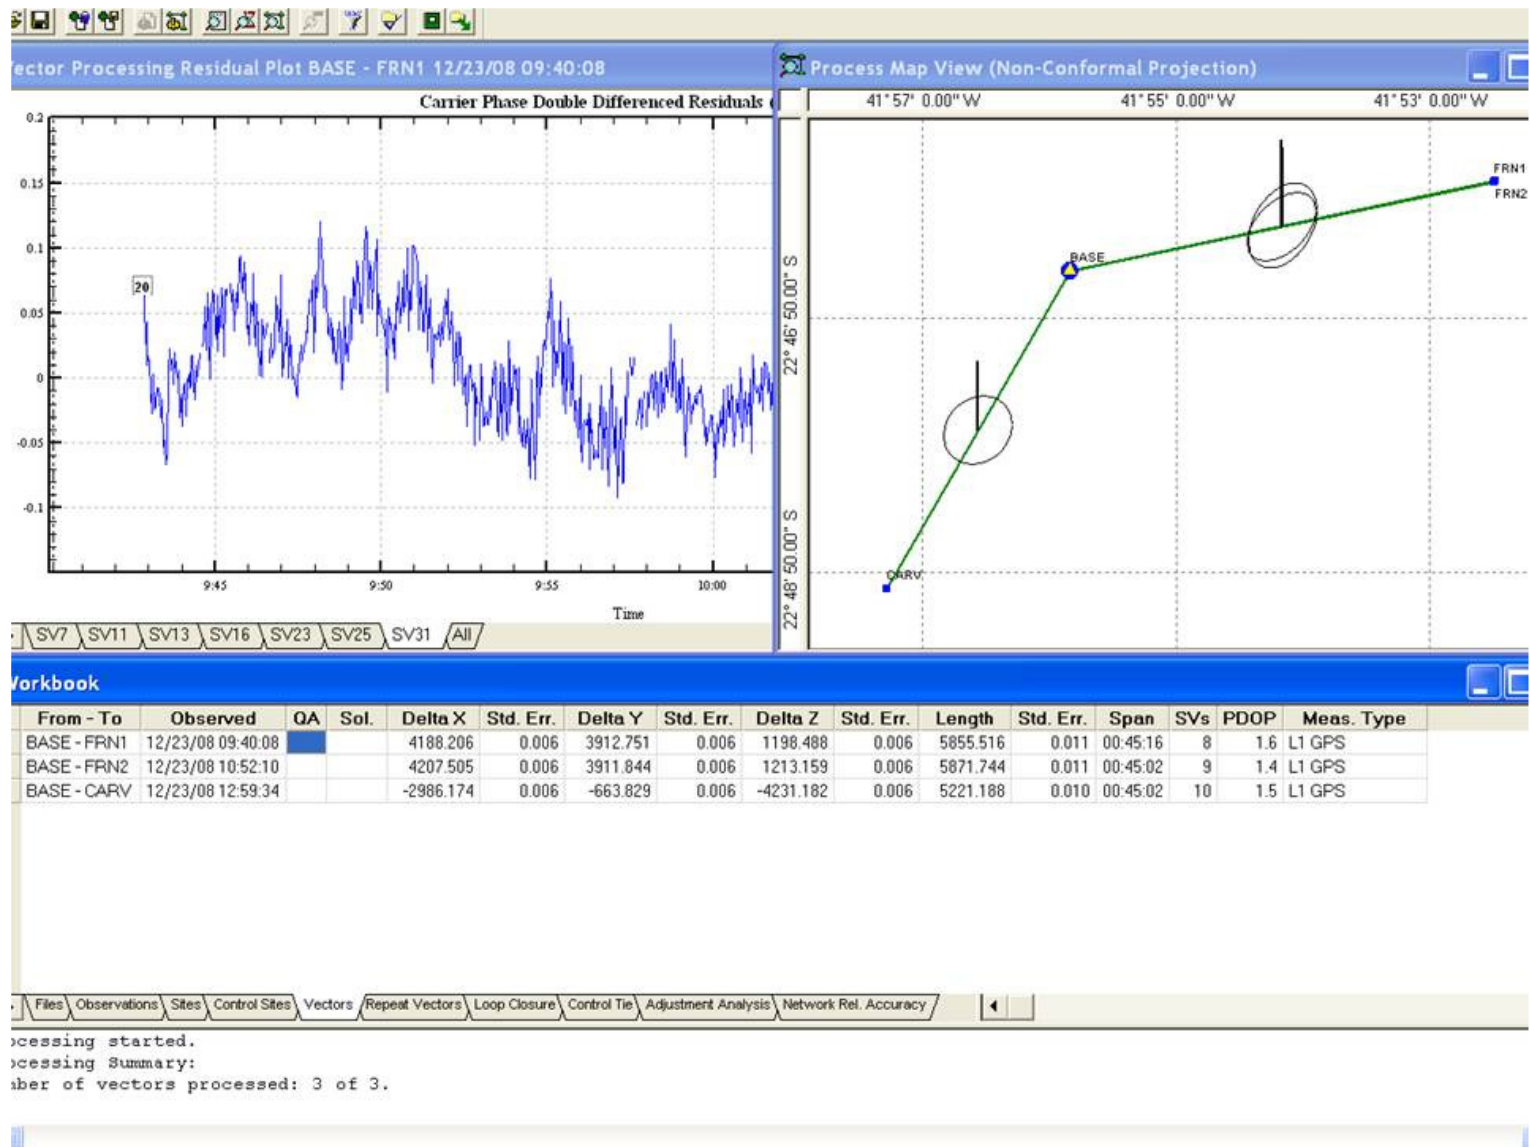 ector Processing Residual Plot BASE - FRN1 12/23/08 09:40:08
Carrier Phase Double Differenced Residuals (
0.2
0.15
0.1
0.05
0
-0.05
-0.1
20
9:45 9:50 9:55 10:00
Time
SV7 SV11 SV13 SV16 SV23 SV25 SV31 All
Process Map View (Non-Conformal Projection)
41°57' 0.00" W 41°55' 0.00" W 41°53' 0.00" W
22° 46' 50.00" S
22° 48' 50.00" S
FRN1
FRN2
BASE
CARV
Workbook
From - To Observed QA Sol. Delta X Std. Err. Delta Y Std. Err. Delta Z Std. Err. Length Std. Err. Span SVs PDOP Meas. Type
BASE - FRN1 12/23/08 09:40:08 4188.206 0.006 3912.751 0.006 1198.488 0.006 5855.516 0.011 00:45:16 8 1.6 L1 GPS
BASE - FRN2 12/23/08 10:52:10 4207.505 0.006 3911.844 0.006 1213.159 0.006 5871.744 0.011 00:45:02 9 1.4 L1 GPS
BASE - CARV 12/23/08 12:59:34 -2986.174 0.006 -663.829 0.006 -4231.182 0.006 5221.188 0.010 00:45:02 10 1.5 L1 GPS
Files Observations Sites Control Sites Vectors Repeat Vectors Loop Closure Control Tie Adjustment Analysis Network Rel. Accuracy
ocessing started.
ocessing Summary:
mber of vectors processed: 3 of 3.